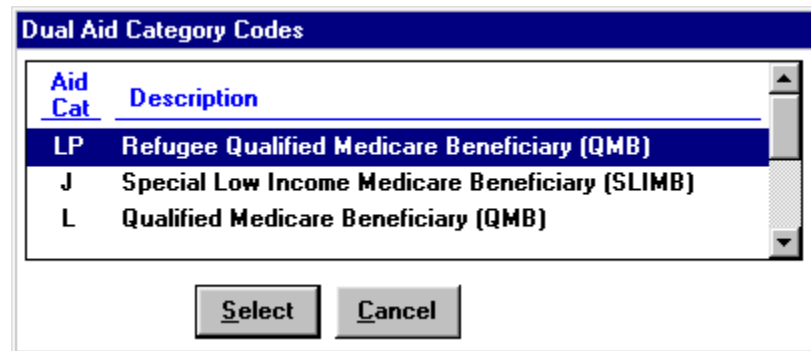 Dual Aid Category Codes
Aid
Cat Description
LP Refugee Qualified Medicare Beneficiary (QMB)
J Special Low Income Medicare Beneficiary (SLIMB)
L Qualified Medicare Beneficiary (QMB)
Select Cancel